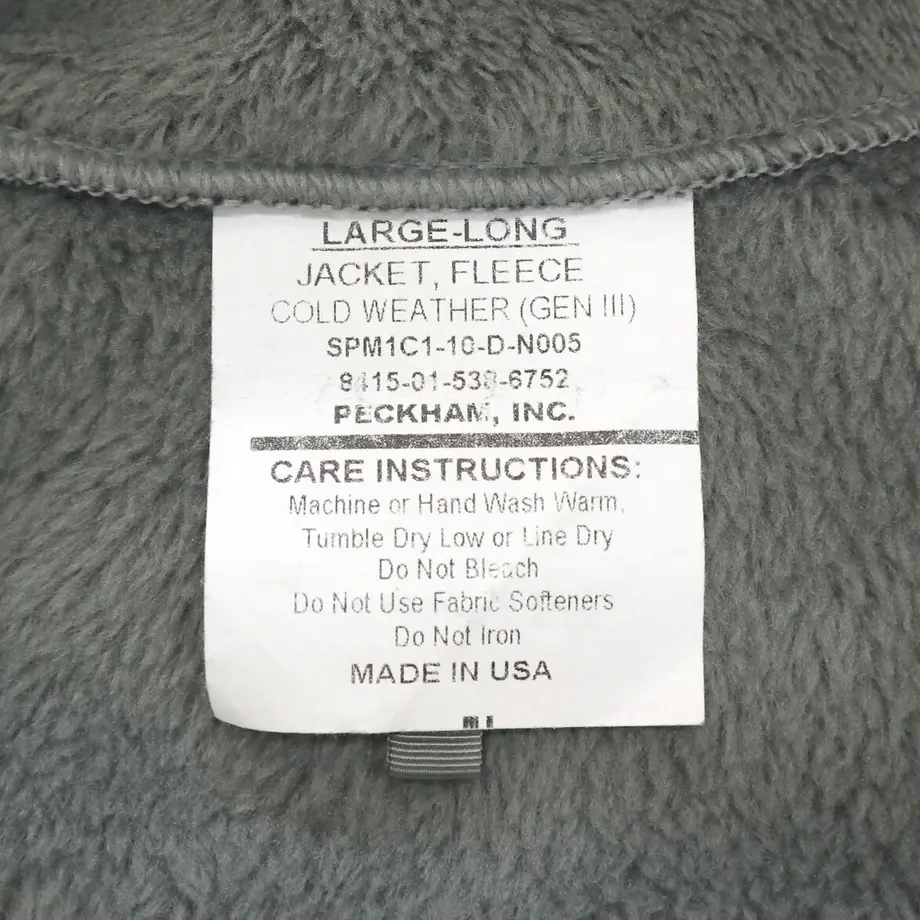 LARGE-LONG
JACKET, FLEECE
COLD WEATHER (GEN III)
SPM1C1-10-D-N005
8415-01-538-6752
PECKHAM, INC.
CARE INSTRUCTIONS:
Machine or Hand Wash Warm,
Tumble Dry Low or Line Dry
Do Not Bleach
Do Not Use Fabric Softeners
Do Not Iron
MADE IN USA